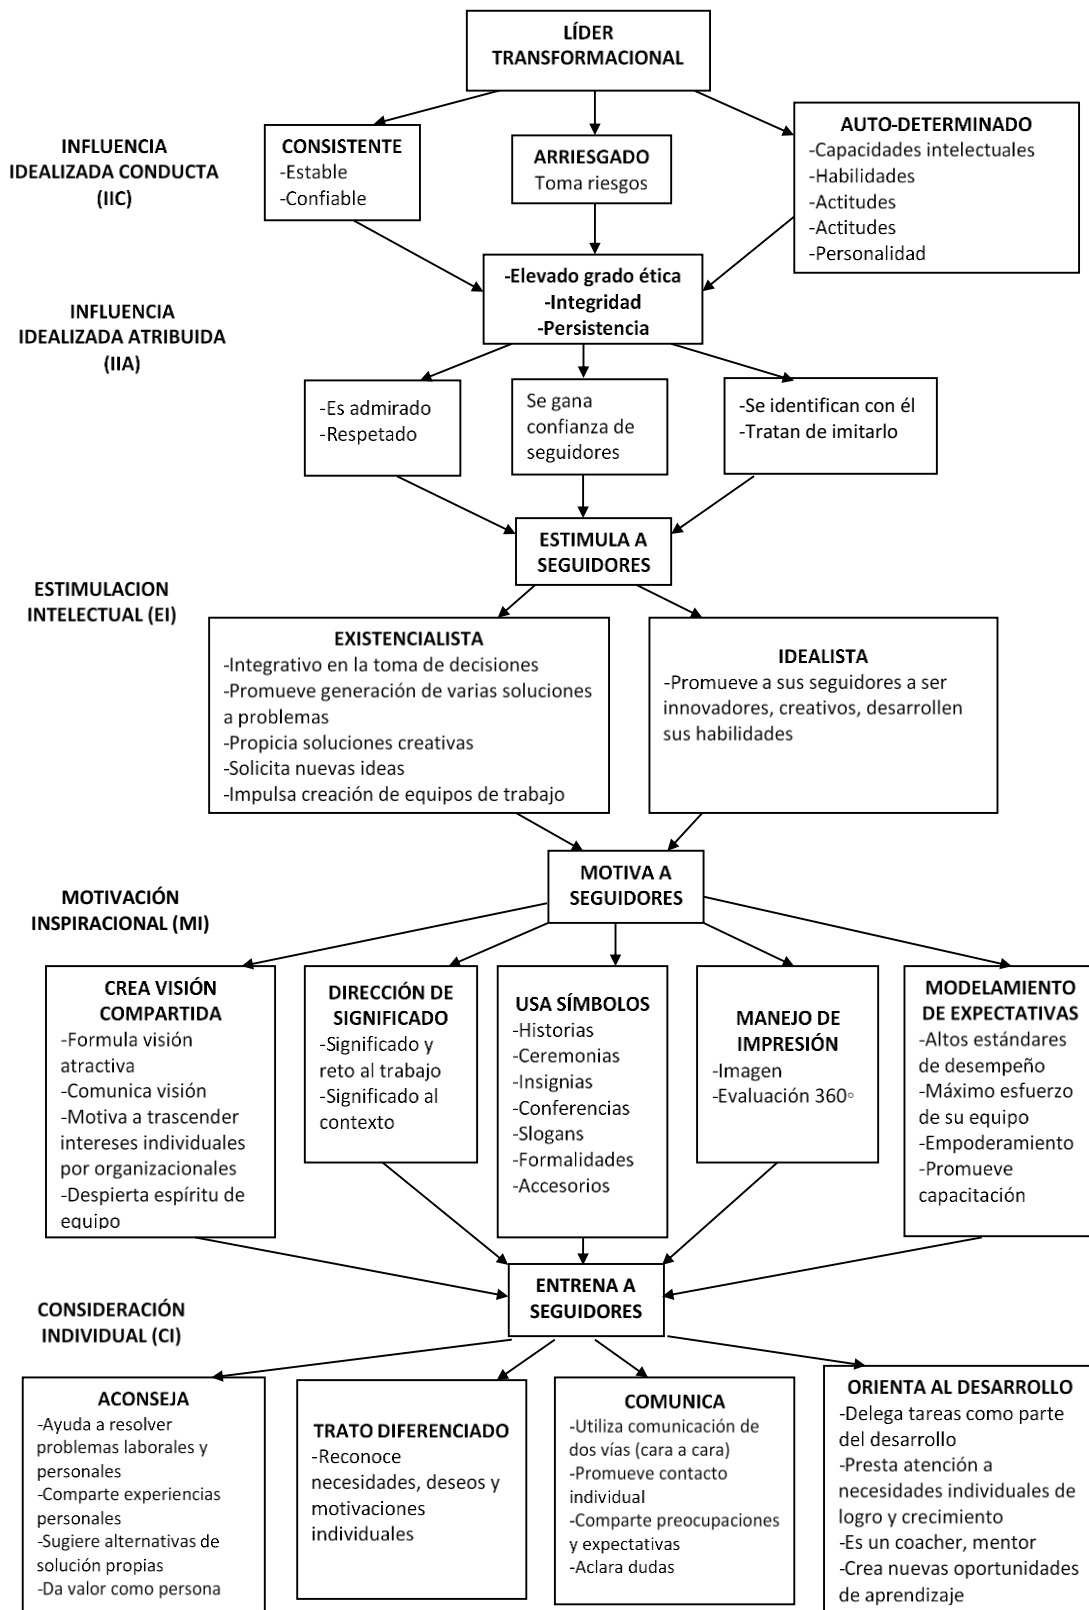 LÍDER
TRANSFORMACIONAL
INFLUENCIA
IDEALIZADA CONDUCTA
(IIC)
CONSISTENTE
-Estable
-Confiable
ARRIESGADO
Toma riesgos
AUTO-DETERMINADO
-Capacidades intelectuales
-Habilidades
-Actitudes
-Actitudes
-Personalidad
INFLUENCIA
IDEALIZADA ATRIBUIDA
(IIA)
-Elevado grado ética
-Integridad
-Persistencia
-Es admirado
-Respetado
Se gana
confianza de
seguidores
-Se identifican con él
-Tratan de imitarlo
ESTIMULACION
INTELECTUAL (EI)
ESTIMULA A
SEGUIDORES
EXISTENCIALISTA
-Integrativo en la toma de decisiones
-Promueve generación de varias soluciones
a problemas
-Propicia soluciones creativas
-Solicita nuevas ideas
-Impulsa creación de equipos de trabajo
IDEALISTA
-Promueve a sus seguidores a ser
innovadores, creativos, desarrollen
sus habilidades
MOTIVACIÓN
INSPIRACIONAL (MI)
MOTIVA A
SEGUIDORES
CREA VISIÓN
COMPARTIDA
-Formula visión
atractiva
-Comunica visión
-Motiva a trascender
intereses individuales
por organizacionales
-Despierta espíritu de
equipo
DIRECCIÓN DE
SIGNIFICADO
-Significado y
reto al trabajo
-Significado al
contexto
USA SÍMBOLOS
-Historias
-Ceremonias
-Insignias
-Conferencias
-Slogans
-Formalidades
-Accesorios
MANEJO DE
IMPRESIÓN
-Imagen
-Evaluación 360◦
MODELAMIENTO
DE EXPECTATIVAS
-Altos estándares
de desempeño
-Máximo esfuerzo
de su equipo
-Empoderamiento
-Promueve
capacitación
CONSIDERACIÓN
INDIVIDUAL (CI)
ENTRENA A
SEGUIDORES
ACONSEJA
-Ayuda a resolver
problemas laborales y
personales
-Comparte experiencias
personales
-Sugiere alternativas de
solución propias
-Da valor como persona
TRATO DIFERENCIADO
-Reconoce
necesidades, deseos y
motivaciones
individuales
COMUNICA
-Utiliza comunicación de
dos vías (cara a cara)
-Promueve contacto
individual
-Comparte preocupaciones
y expectativas
-Aclara dudas
ORIENTA AL DESARROLLO
-Delega tareas como parte
del desarrollo
-Presta atención a
necesidades individuales de
logro y crecimiento
-Es un coacher, mentor
-Crea nuevas oportunidades
de aprendizaje